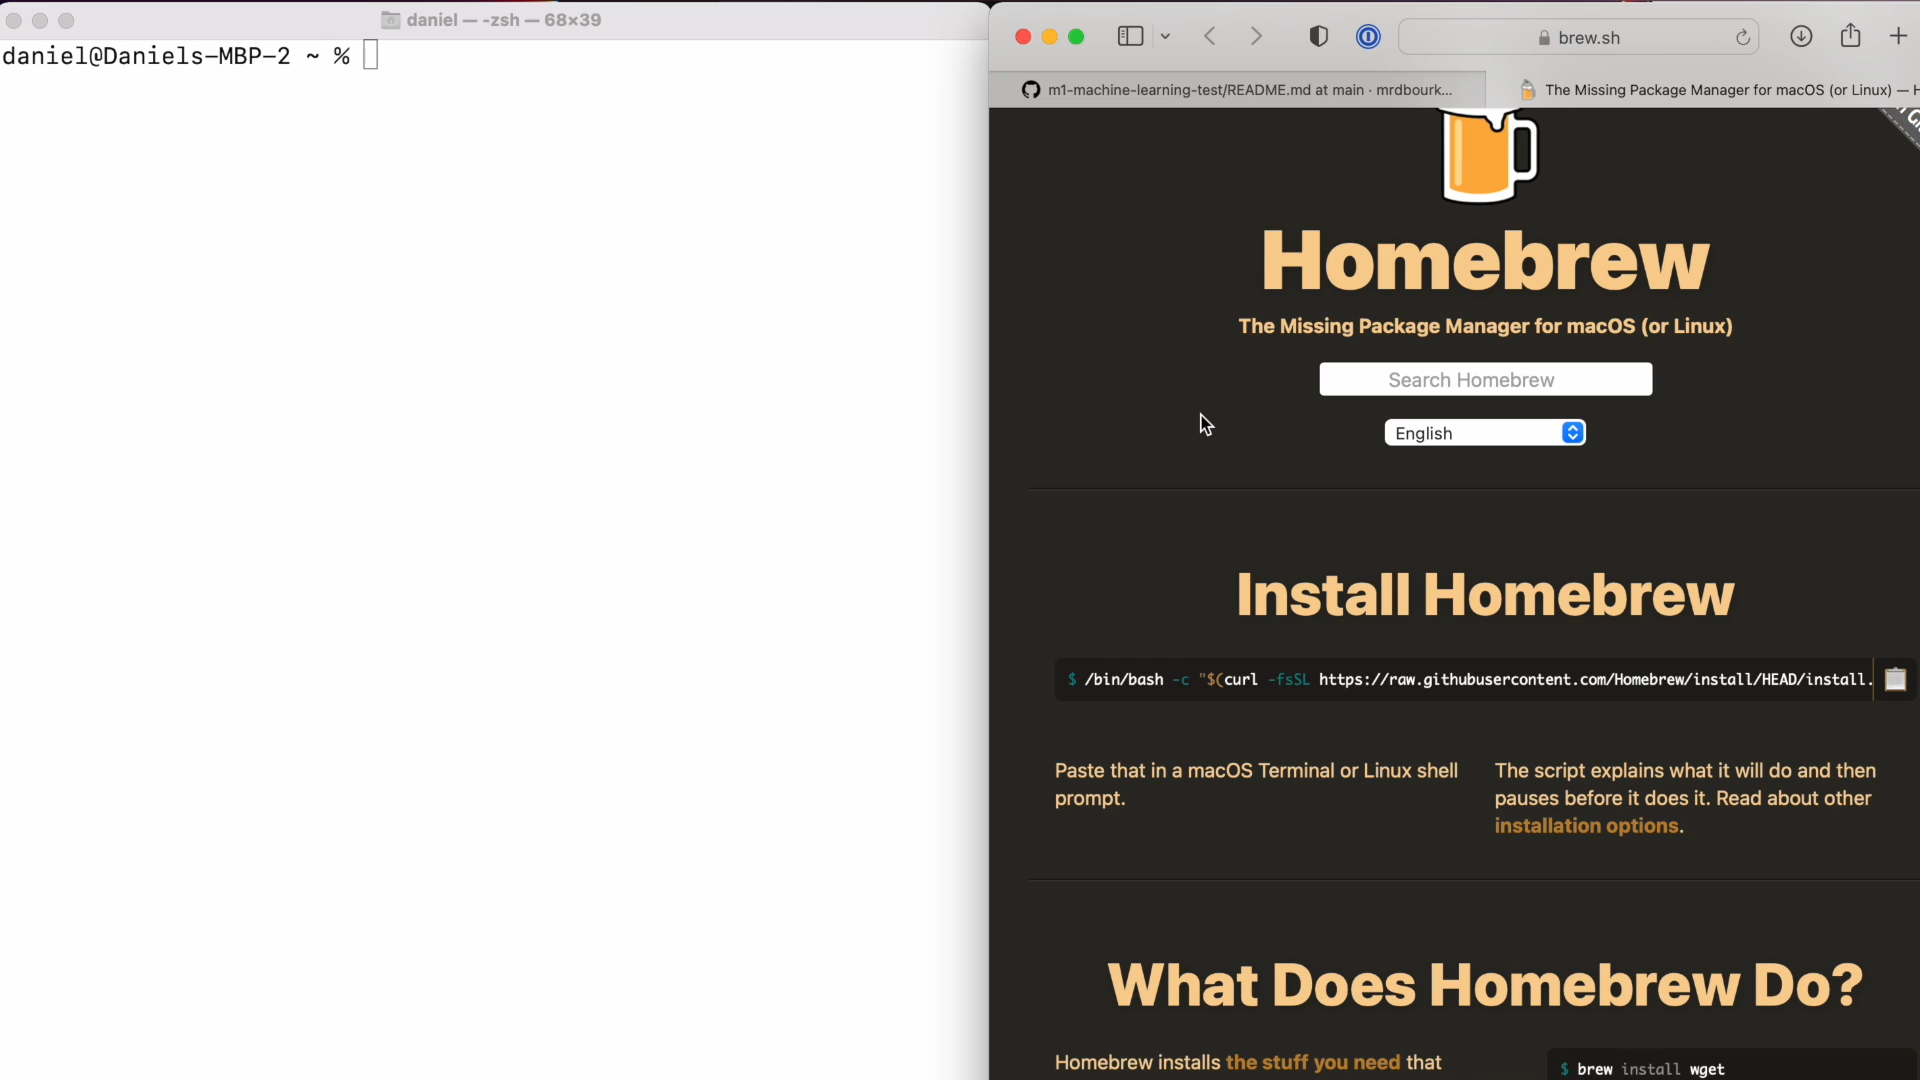 daniel — -zsh — 68×39
daniel@Daniels-MBP-2 ~ %
brew.sh
m1-machine-learning-test/README.md at main · mrdbourk...
The Missing Package Manager for macOS (or Linux) — H
Homebrew
The Missing Package Manager for macOS (or Linux)
Search Homebrew
English
Install Homebrew
$ /bin/bash -c "$(curl -fsSL https://raw.githubusercontent.com/Homebrew/install/HEAD/install.
Paste that in a macOS Terminal or Linux shell
prompt.
The script explains what it will do and then
pauses before it does it. Read about other
installation options.
What Does Homebrew Do?
Homebrew installs the stuff you need that
$ brew install wget